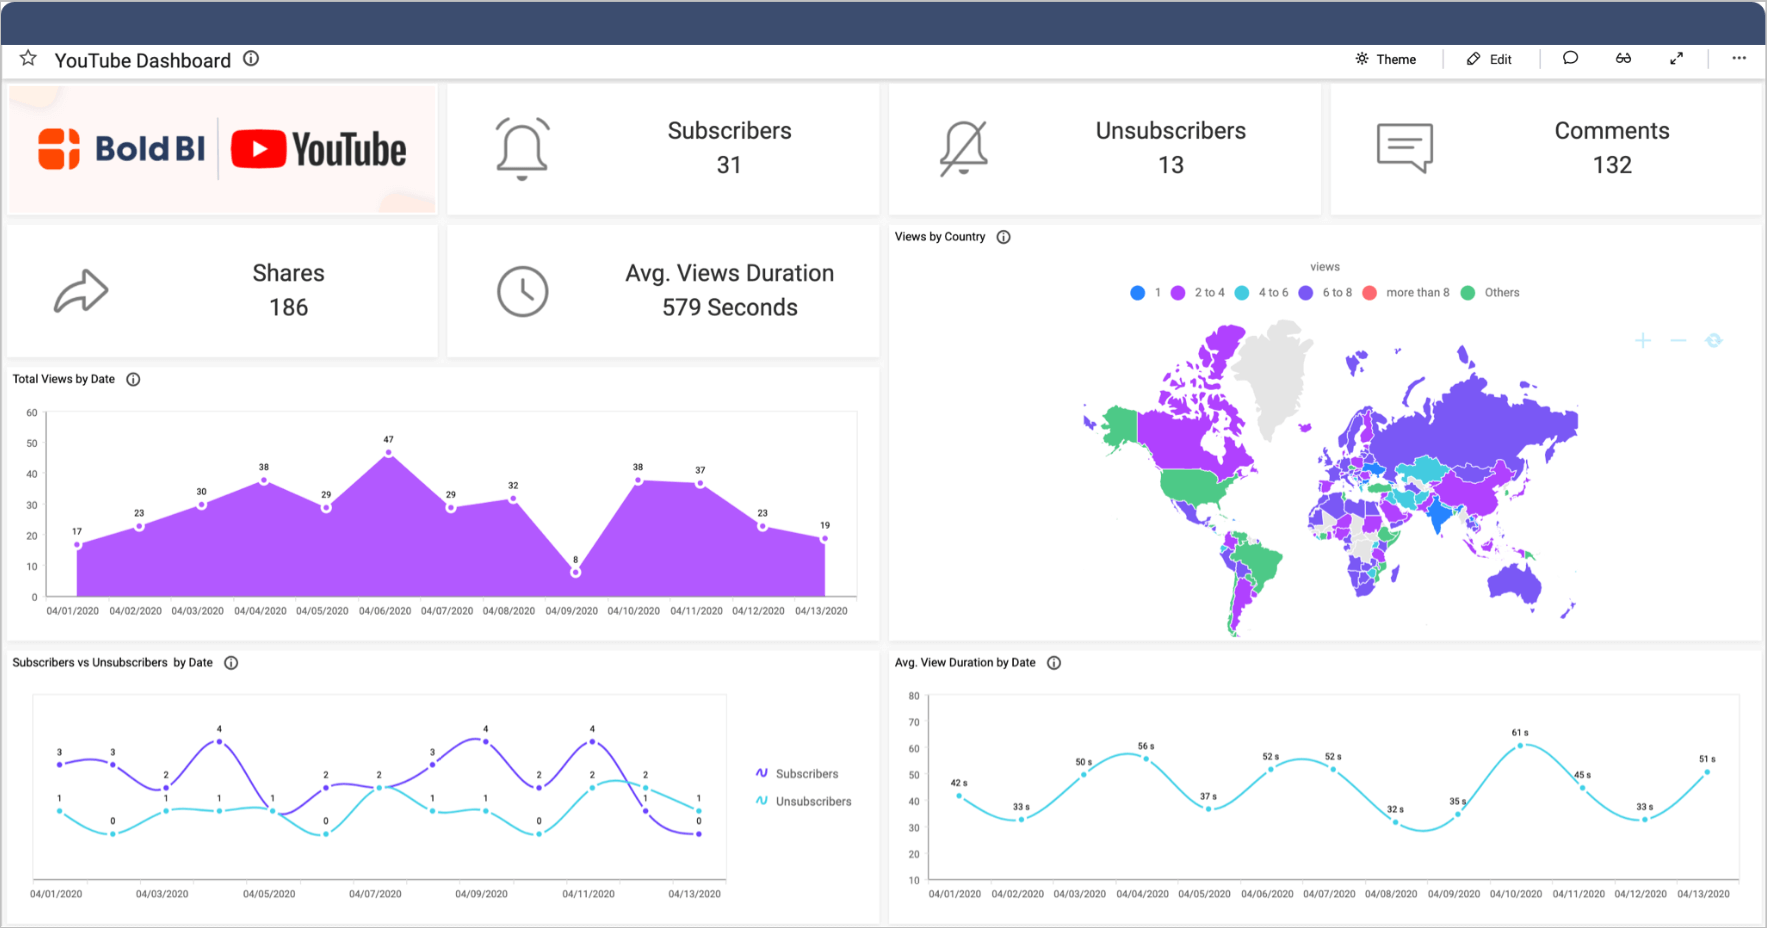 YouTube Dashboard
Theme
Edit
Bold BI
YouTube
Subscribers
31
Unsubscribers
13
Comments
132
Shares
186
Avg. Views Duration
579 Seconds
Views by Country
views
1 2 to 4 4 to 6 6 to 8 more than 8 Others
Total Views by Date
60
50
40
30
20
10
0
17 23 30 38 29 47 29 32 8 38 37 23 19
04/01/2020 04/02/2020 04/03/2020 04/04/2020 04/05/2020 04/06/2020 04/07/2020 04/08/2020 04/09/2020 04/10/2020 04/11/2020 04/12/2020 04/13/2020
Subscribers vs Unsubscribers by Date
3 3 2 4 1 2 2 3 4 2 4 1 0
1 0 1 1 0 1 1 0 2 2 1
Subscribers
Unsubscribers
04/01/2020 04/03/2020 04/05/2020 04/07/2020 04/09/2020 04/11/2020 04/13/2020
Avg. View Duration by Date
80
70
60
50
40
30
20
10
42 s 33 s 50 s 56 s 37 s 52 s 52 s 32 s 35 s 61 s 45 s 33 s 51 s
04/01/2020 04/02/2020 04/03/2020 04/04/2020 04/05/2020 04/06/2020 04/07/2020 04/08/2020 04/09/2020 04/10/2020 04/11/2020 04/12/2020 04/13/2020